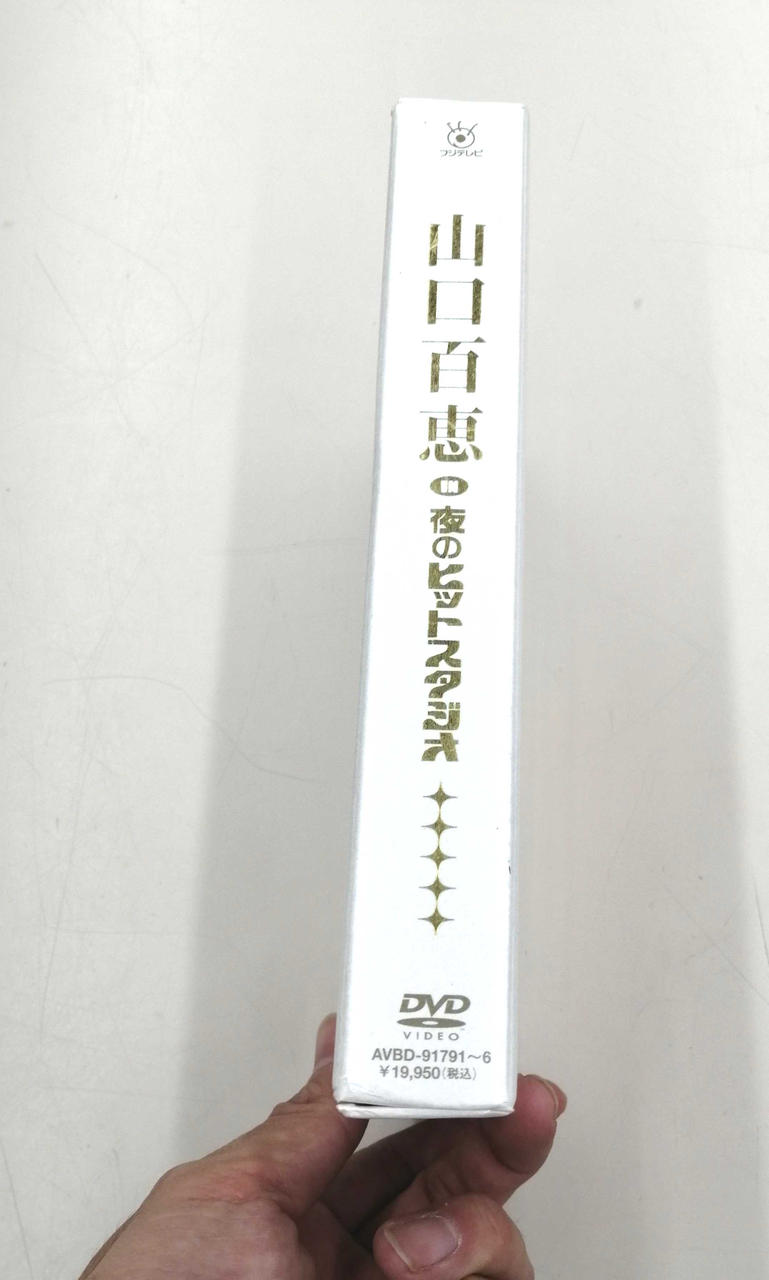 フジテレビ
山口百恵
IN
夜のヒットスタジオ
DVD
VIDEO
AVBD-91791～6
￥19,950(税込)